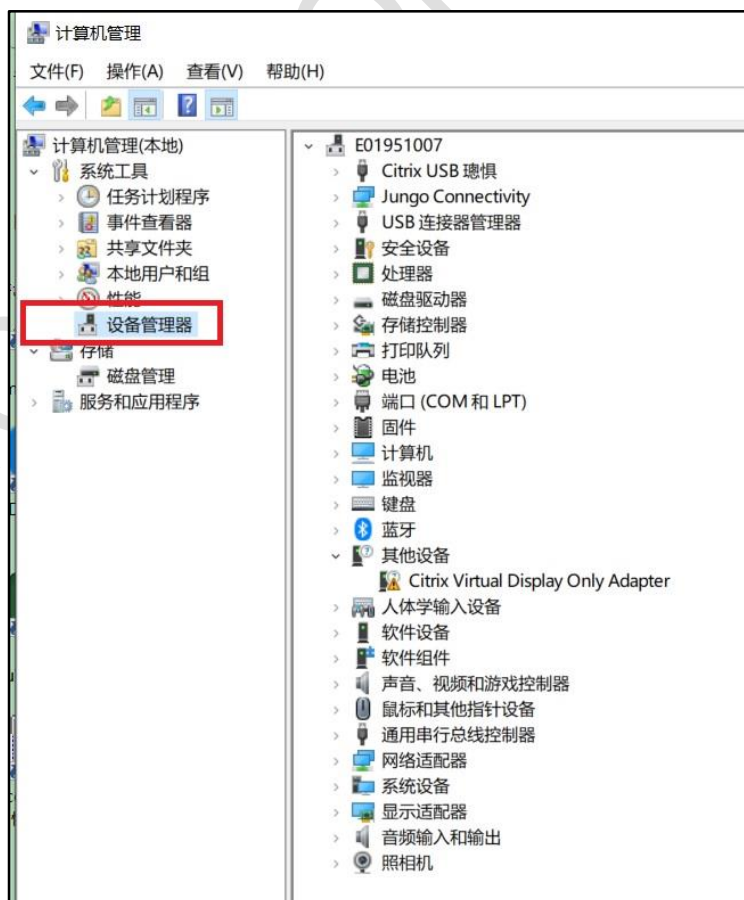 计算机管理
文件(F) 操作(A) 查看(V) 帮助(H)
计算机管理(本地)
系统工具
任务计划程序
事件查看器
共享文件夹
本地用户和组
性能
设备管理器
存储
磁盘管理
服务和应用程序
E01951007
Citrix USB 璁惧
Jungo Connectivity
USB 连接器管理器
安全设备
处理器
磁盘驱动器
存储控制器
打印队列
电池
端口 (COM 和 LPT)
固件
计算机
监视器
键盘
蓝牙
其他设备
Citrix Virtual Display Only Adapter
人体学输入设备
软件设备
软件组件
声音、视频和游戏控制器
鼠标和其他指针设备
通用串行总线控制器
网络适配器
系统设备
显示适配器
音频输入和输出
照相机